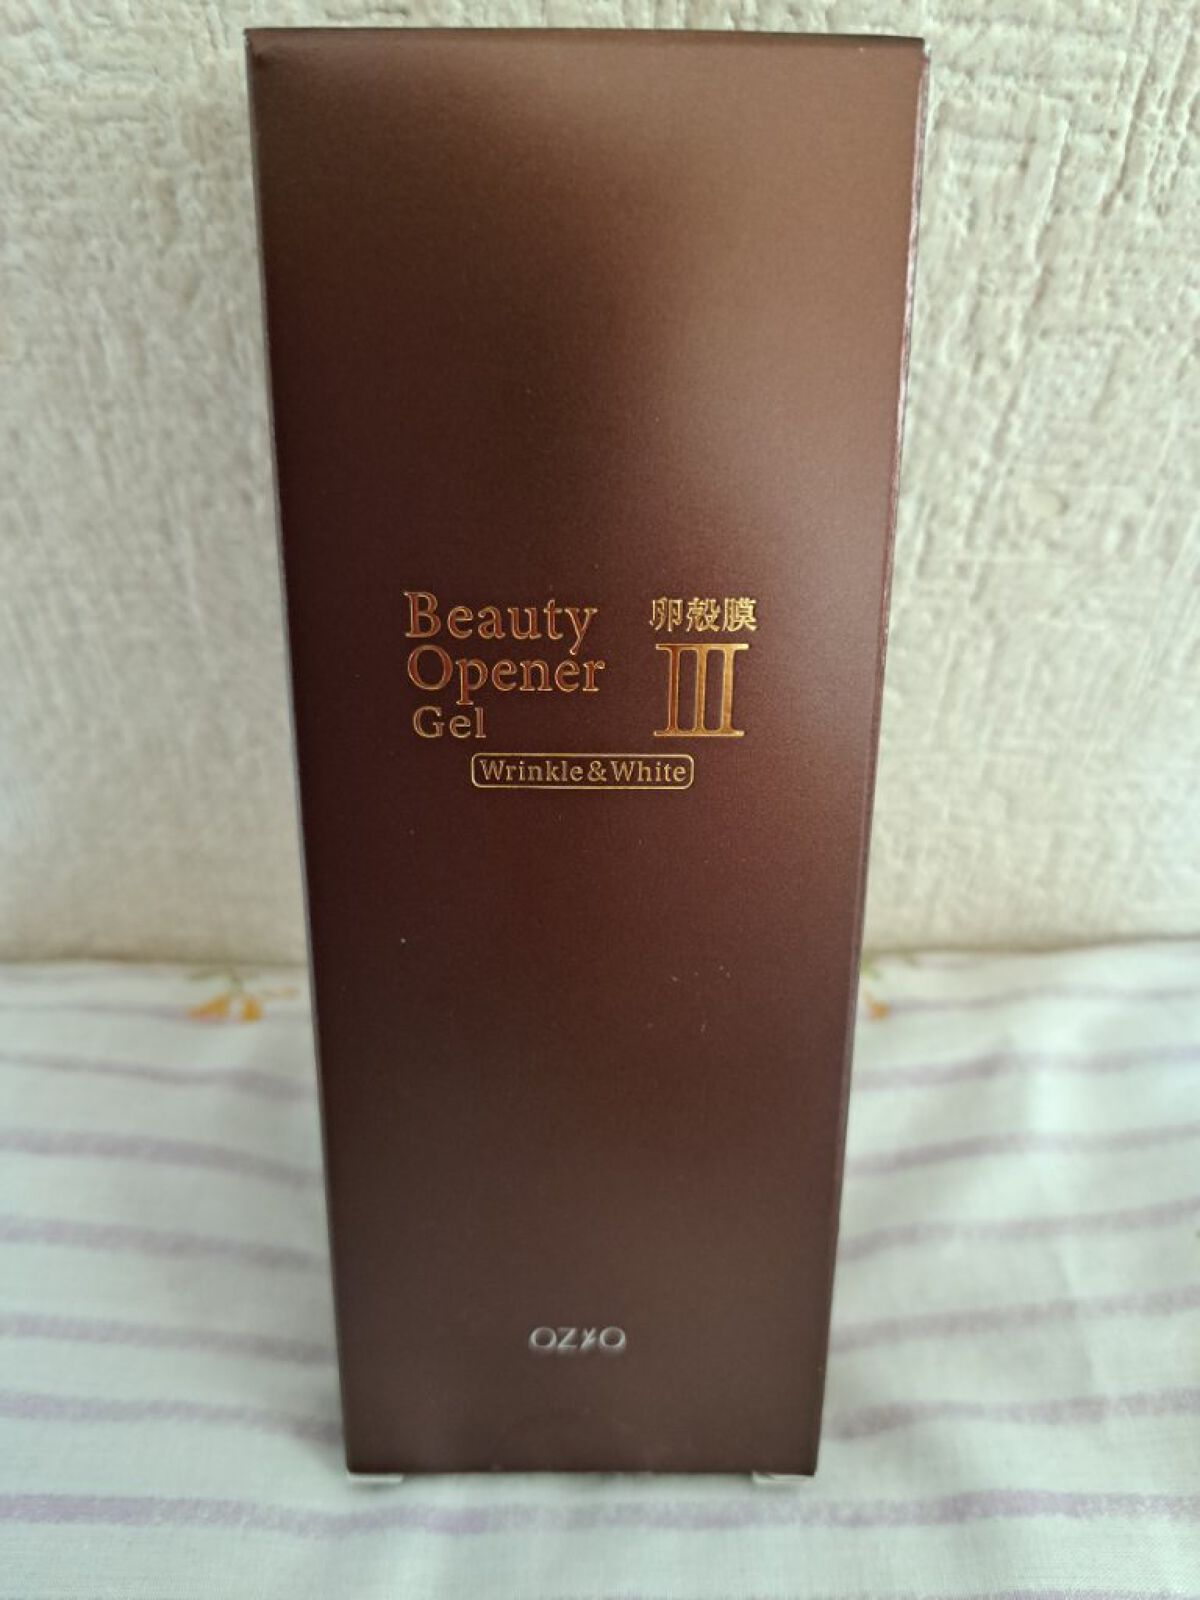 Beauty
Opener
Gel
卵殻膜
III
Wrinkle&White
OZIO